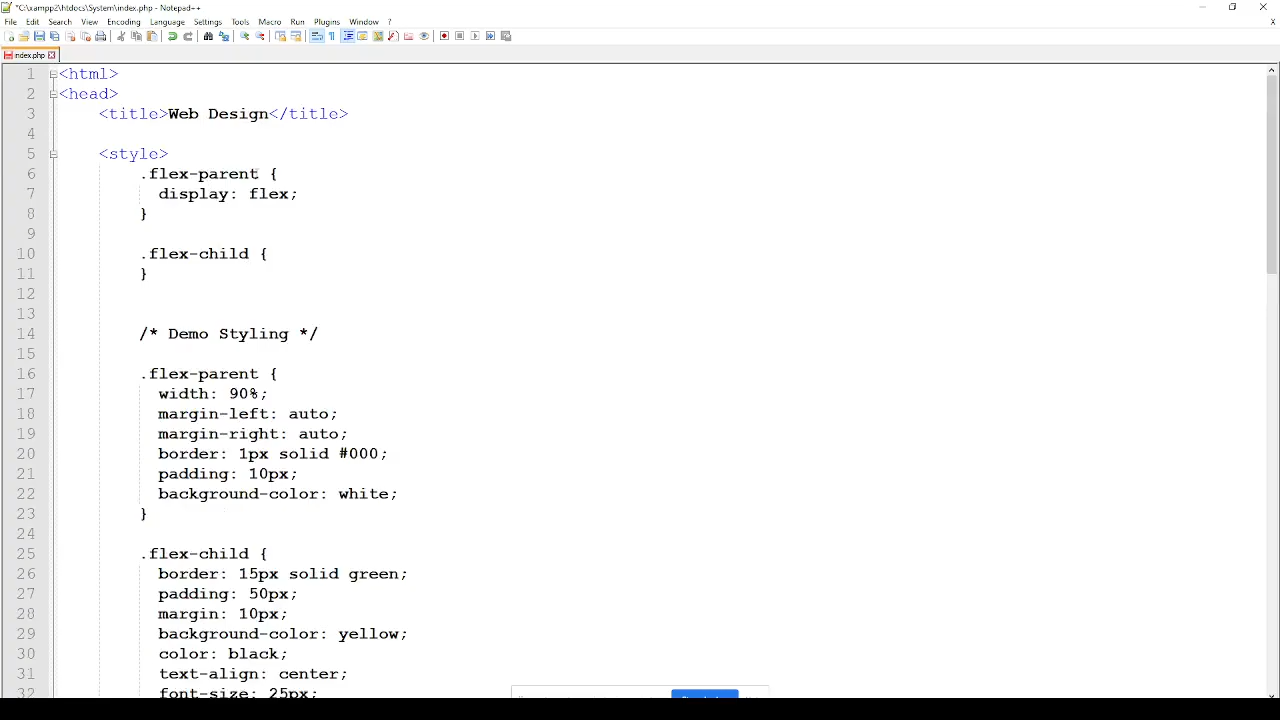 *C:\xampp2\htdocs\System\index.php - Notepad++
File Edit Search View Encoding Language Settings Tools Macro Run Plugins Window ?
X
index.php
1 <html>
2 <head>
3 <title>Web Design</title>
4
5 <style>
6 .flex-parent {
7 display: flex;
8 }
9
10 .flex-child {
11 }
12
13
14 /* Demo Styling */
15
16 .flex-parent {
17 width: 90%;
18 margin-left: auto;
19 margin-right: auto;
20 border: 1px solid #000;
21 padding: 10px;
22 background-color: white;
23 }
24
25 .flex-child {
26 border: 15px solid green;
27 padding: 50px;
28 margin: 10px;
29 background-color: yellow;
30 color: black;
31 text-align: center;
32 font-size: 25px;